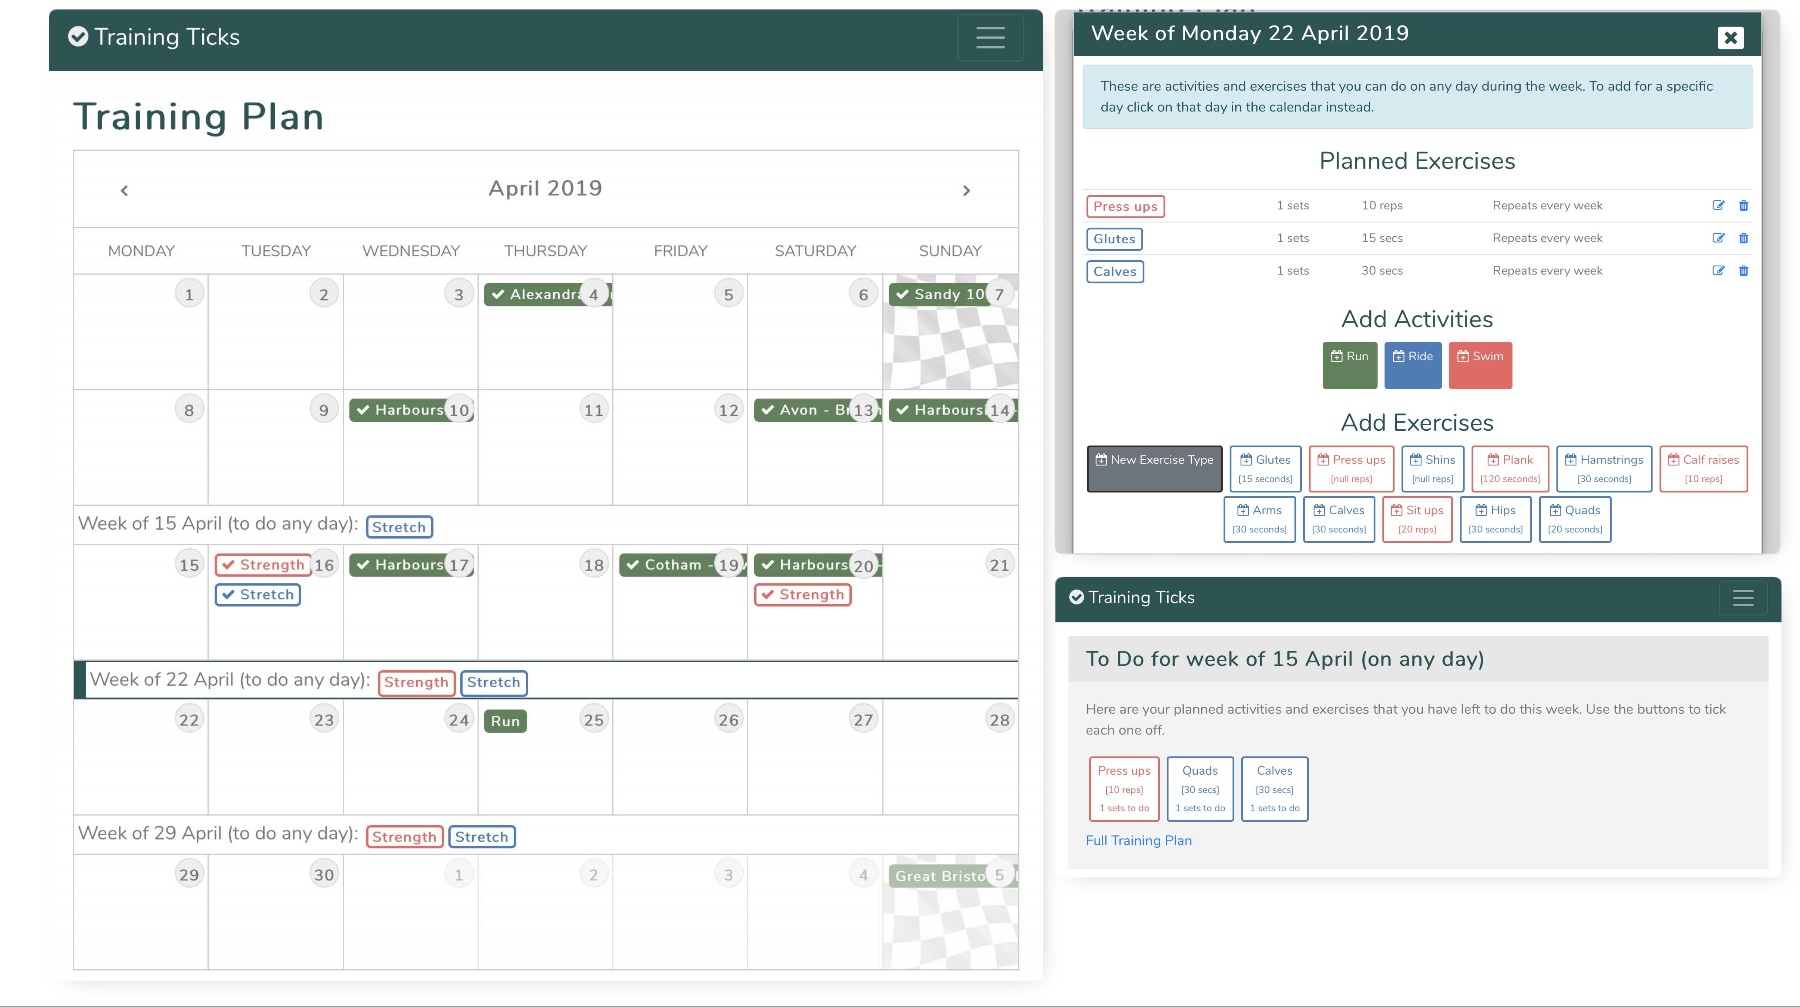 Training Ticks
Training Plan
April 2019
MONDAY TUESDAY WEDNESDAY THURSDAY FRIDAY SATURDAY SUNDAY
1 2 3 Alexandra 4 5 6 Sandy 10 7
8 9 Harbours 10 11 12 Avon - Br 13 Harbours 14
Week of 15 April (to do any day): Stretch
15 Strength 16 Harbours 17 18 Cotham - 19 Harbours 20 21
Stretch Strength
Week of 22 April (to do any day): Strength Stretch
22 23 24 Run 25 26 27 28
Week of 29 April (to do any day): Strength Stretch
29 30 1 2 3 4 Great Bristo 5
Week of Monday 22 April 2019
These are activities and exercises that you can do on any day during the week. To add for a specific
day click on that day in the calendar instead.
Planned Exercises
Press ups 1 sets 10 reps Repeats every week
Glutes 1 sets 15 secs Repeats every week
Calves 1 sets 30 secs Repeats every week
Add Activities
Run Ride Swim
Add Exercises
New Exercise Type Glutes Press ups Shins Plank Hamstrings Calf raises
[15 seconds] [null reps] [null reps] [120 seconds] [30 seconds] [10 reps]
Arms Calves Sit ups Hips Quads
[30 seconds] [30 seconds] [20 reps] [30 seconds] [20 seconds]
Training Ticks
To Do for week of 15 April (on any day)
Here are your planned activities and exercises that you have left to do this week. Use the buttons to tick
each one off.
Press ups Quads Calves
[10 reps] [30 secs] [30 secs]
1 sets to do 1 sets to do 1 sets to do
Full Training Plan